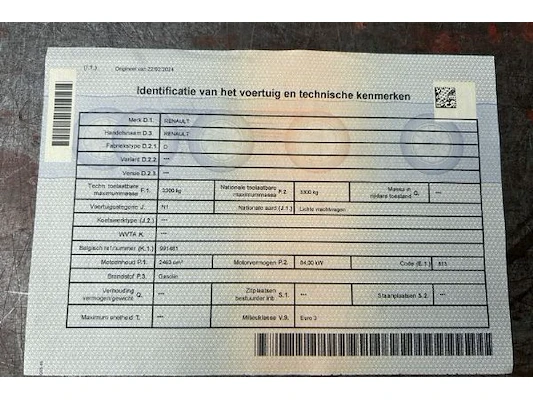 (I.1.) Origineel van 22/02/2024
Identificatie van het voertuig en technische kenmerken
Merk D.1. RENAULT
Handelsnaam D.3. RENAULT
Fabriekstype D.2.1. D
Variant D.2.2. ---
Versie D.2.3. ---
Techn. toelaatbare maximummassa F.1. 3300 kg Nationale toelaatbare maximummassa F.2. 3300 kg Massa in rijklare toestand G. ---
Voertuigcategorie J. N1 Nationale aard (J.1.) Lichte vrachtwagen
Koetswerktype (J.2.) ---
WVTA K. ---
Belgisch ref.nummer (K.1.)
Motorinhoud P.1. 2463 cm³ Motorvermogen P.2. 84,00 kW Code (E.1.)
Brandstof P.3. Gasolie
Verhouding vermogen/gewicht Q. --- Zitplaatsen bestuurder inb. S.1. --- Staanplaatsen S.2. ---
Maximum snelheid T. --- Milieuklasse V.9. Euro 3